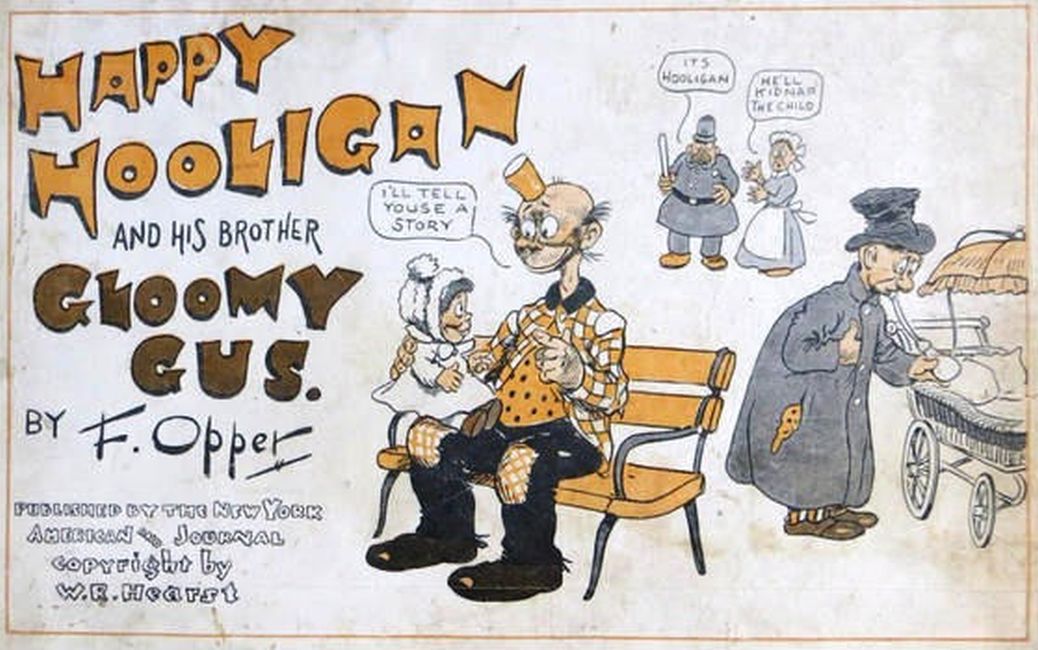 HAPPY
HOOLIGAN
AND HIS BROTHER
GLOOMY
GUS.
BY F. Opper
PUBLISHED BY THE NEW YORK
AMERICAN AND JOURNAL
COPYRIGHT by
W.R. Hearst
I'LL TELL
YOUSE A
STORY
ITS
HOOLIGAN
HE'LL
KIDNAP
THE CHILD